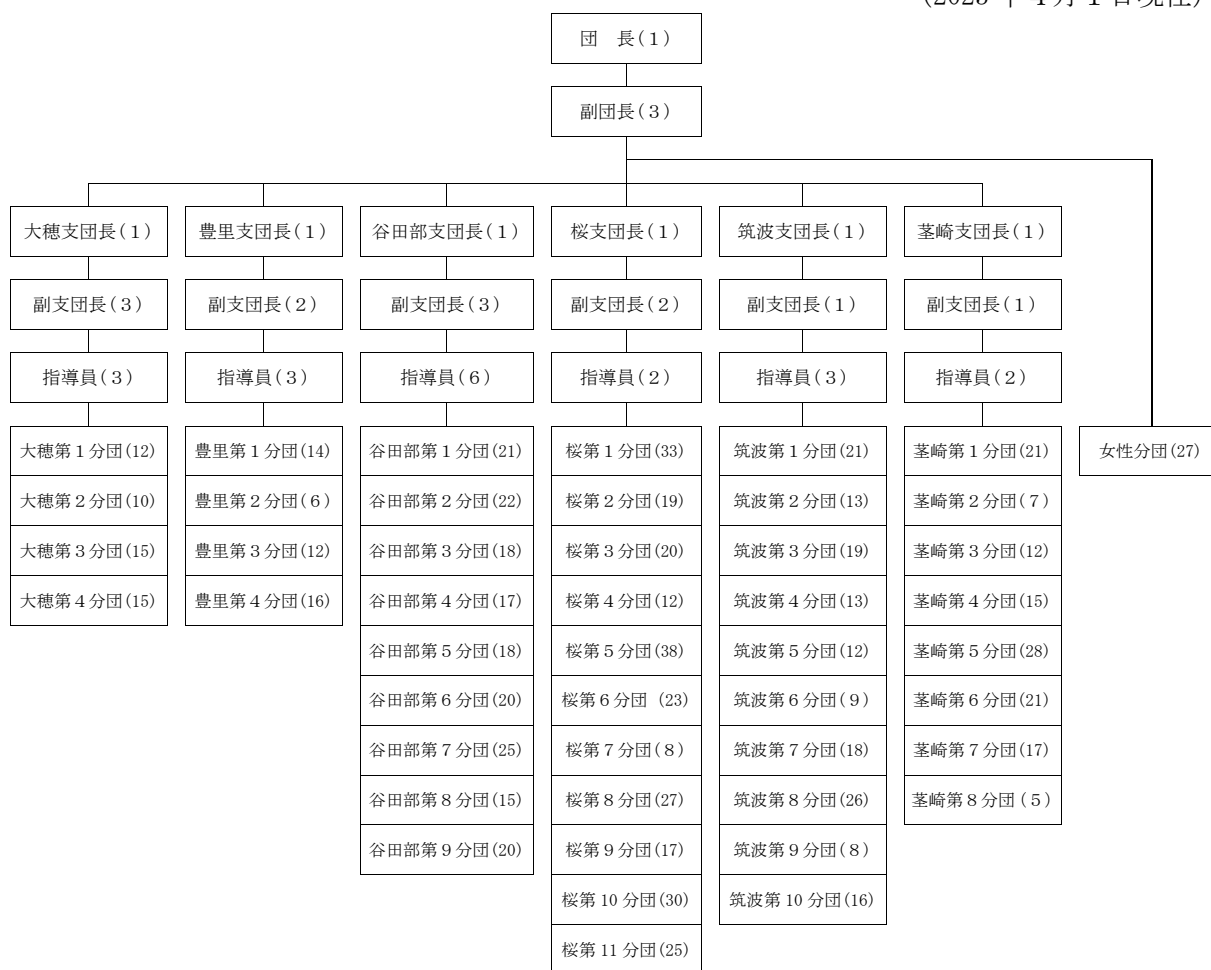 団　長(１)
副団長(３)
大穂支団長(１)
豊里支団長(１)
谷田部支団長(１)
桜支団長(１)
筑波支団長(１)
茎崎支団長(１)
副支団長(３)
副支団長(２)
副支団長(３)
副支団長(２)
副支団長(１)
副支団長(１)
指導員(３)
指導員(３)
指導員(６)
指導員(２)
指導員(３)
指導員(２)
大穂第１分団(12)
豊里第１分団(14)
谷田部第１分団(21)
桜第１分団(33)
筑波第１分団(21)
茎崎第１分団(21)
女性分団(27)
大穂第２分団(10)
豊里第２分団(６)
谷田部第２分団(22)
桜第２分団(19)
筑波第２分団(13)
茎崎第２分団(７)
大穂第３分団(15)
豊里第３分団(12)
谷田部第３分団(18)
桜第３分団(20)
筑波第３分団(19)
茎崎第３分団(12)
大穂第４分団(15)
豊里第４分団(16)
谷田部第４分団(17)
桜第４分団(12)
筑波第４分団(13)
茎崎第４分団(15)
谷田部第５分団(18)
桜第５分団(38)
筑波第５分団(12)
茎崎第５分団(28)
谷田部第６分団(20)
桜第６分団 (23)
筑波第６分団(９)
茎崎第６分団(21)
谷田部第７分団(25)
桜第７分団(８)
筑波第７分団(18)
茎崎第７分団(17)
谷田部第８分団(15)
桜第８分団(27)
筑波第８分団(26)
茎崎第８分団(５)
谷田部第９分団(20)
桜第９分団(17)
筑波第９分団(８)
桜第10分団(30)
筑波第10分団(16)
桜第11分団(25)